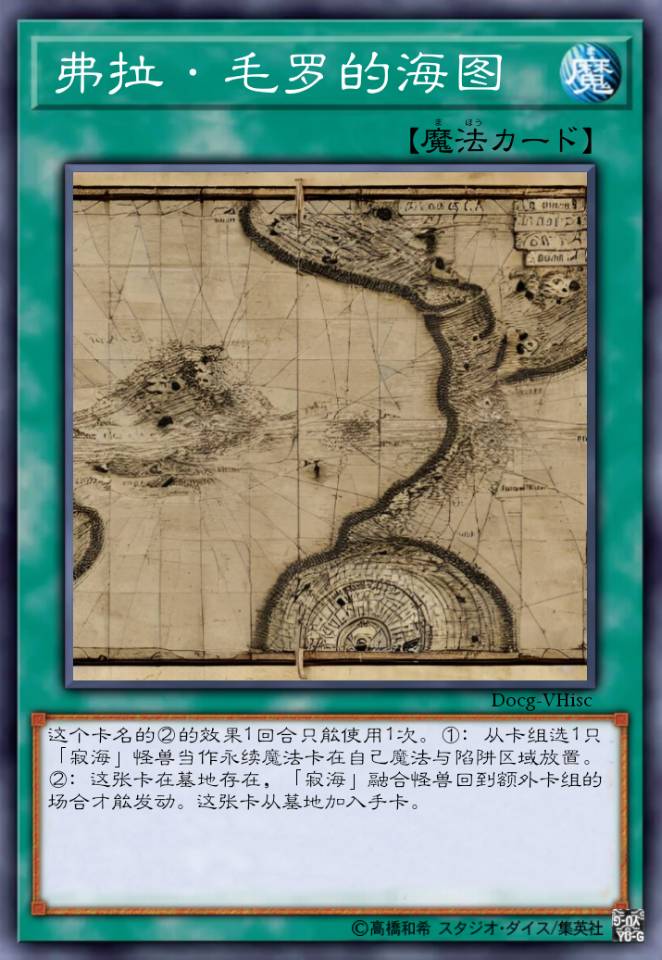 弗拉·毛罗的海图
魔
【魔法カード】
まほう
Docg-VHisc
这个卡名的②的效果1回合只能使用1次。①：从卡组选1只
「寂海」怪兽当作永续魔法卡在自己魔法与陷阱区域放置。
②：这张卡在墓地存在，「寂海」融合怪兽回到额外卡组的
场合才能发动。这张卡从墓地加入手卡。
©高橋和希 スタジオ・ダイス/集英社